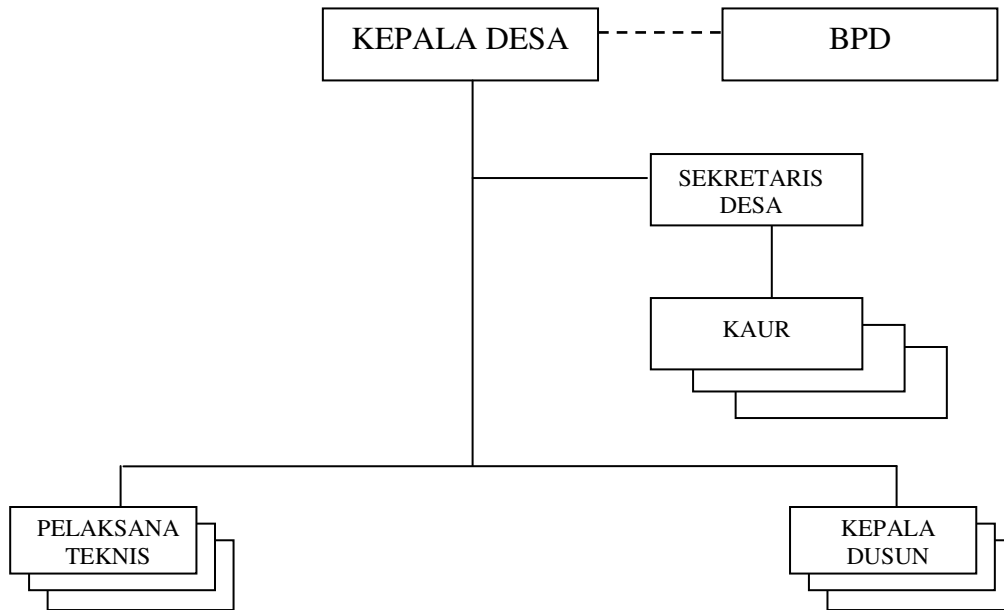 KEPALA DESA
BPD
SEKRETARIS
DESA
KAUR
PELAKSANA
TEKNIS
KEPALA
DUSUN